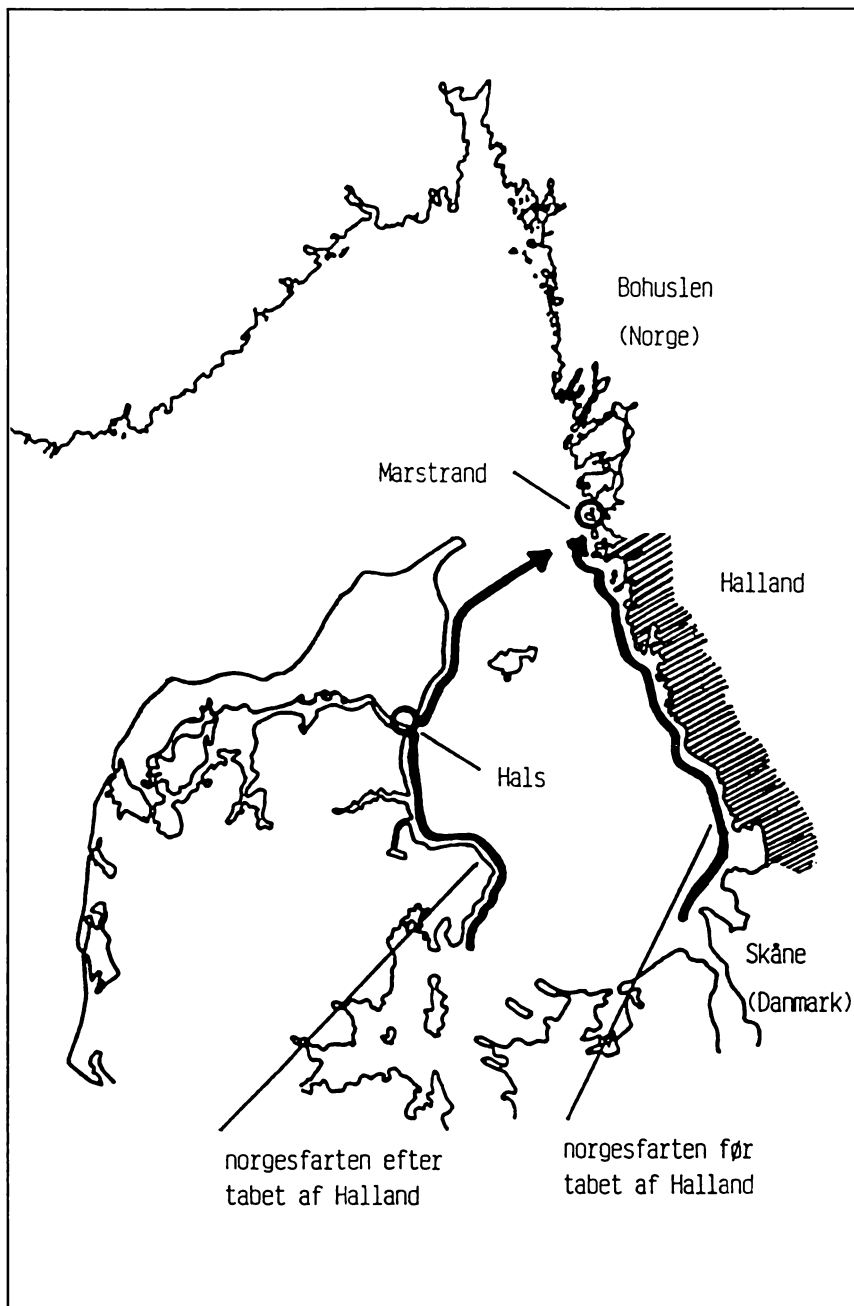 Bohuslen
(Norge)
Marstrand
Halland
Hals
Skåne
(Danmark)
norgesfarten efter
tabet af Halland
norgesfarten før
tabet af Halland